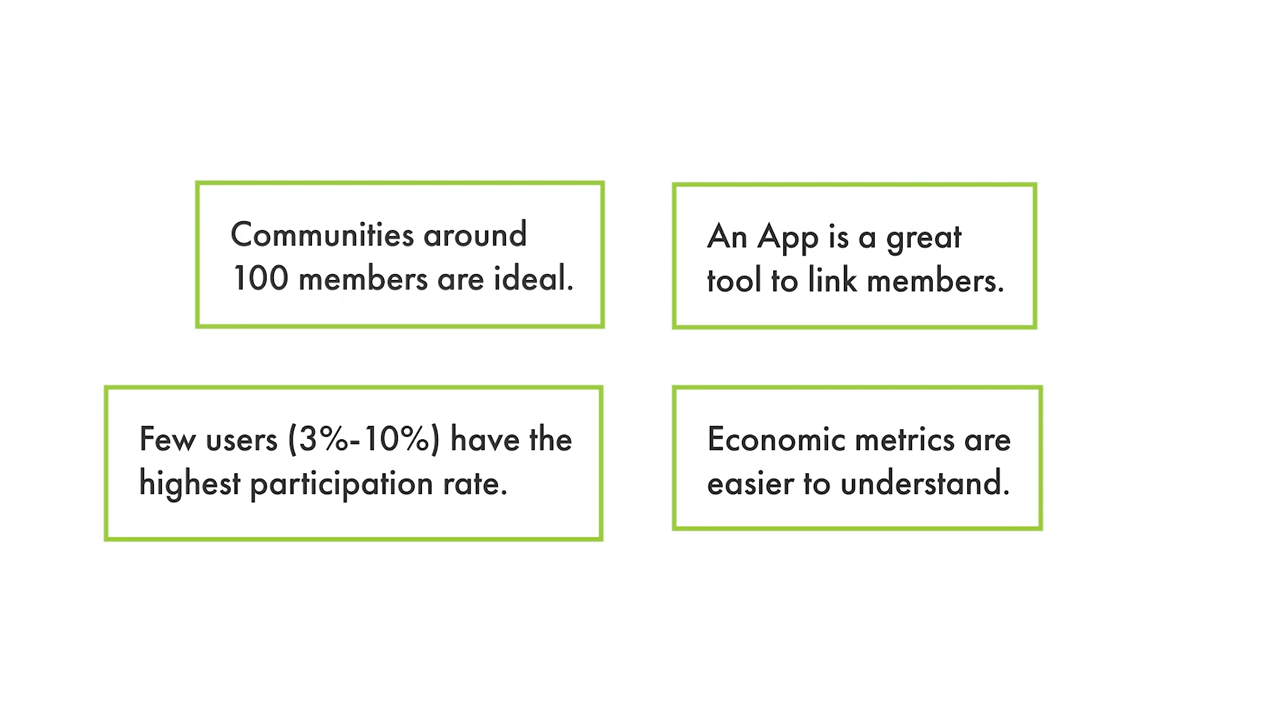 Communities around
100 members are ideal.
An App is a great
tool to link members.
Few users (3%-10%) have the
highest participation rate.
Economic metrics are
easier to understand.